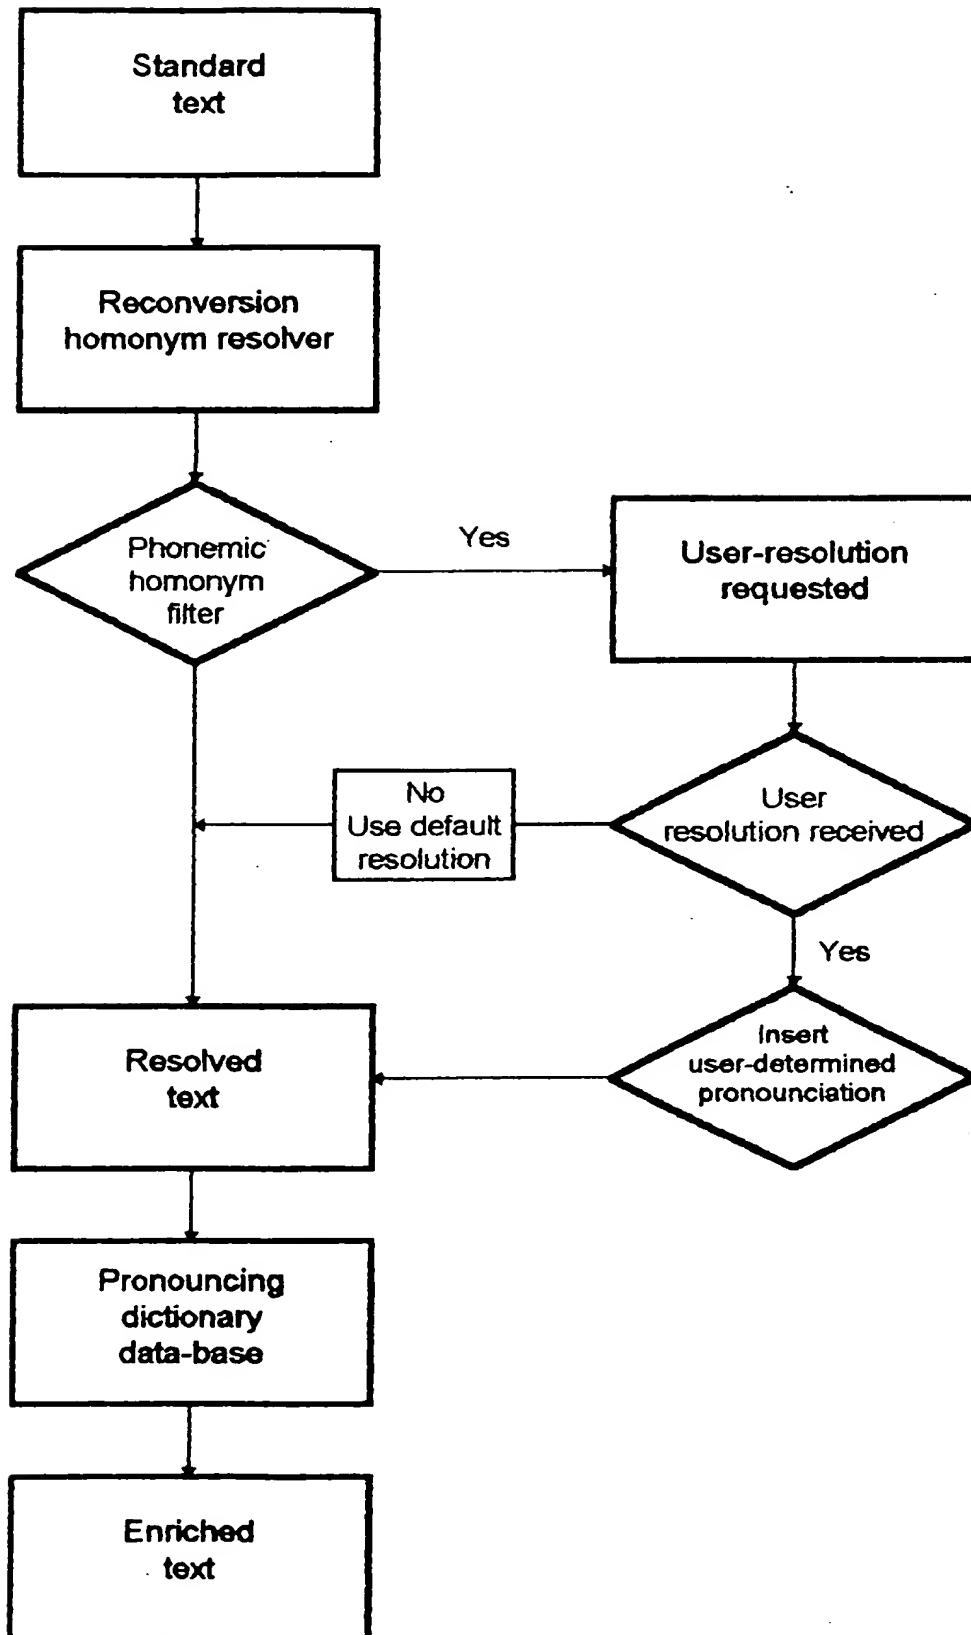 Standard
text
Reconversion
homonym resolver
Phonemic
homonym
filter
Yes
User-resolution
requested
No
Use default
resolution
User
resolution received
Yes
Insert
user-determined
pronounciation
Resolved
text
Pronouncing
dictionary
data-base
Enriched
text